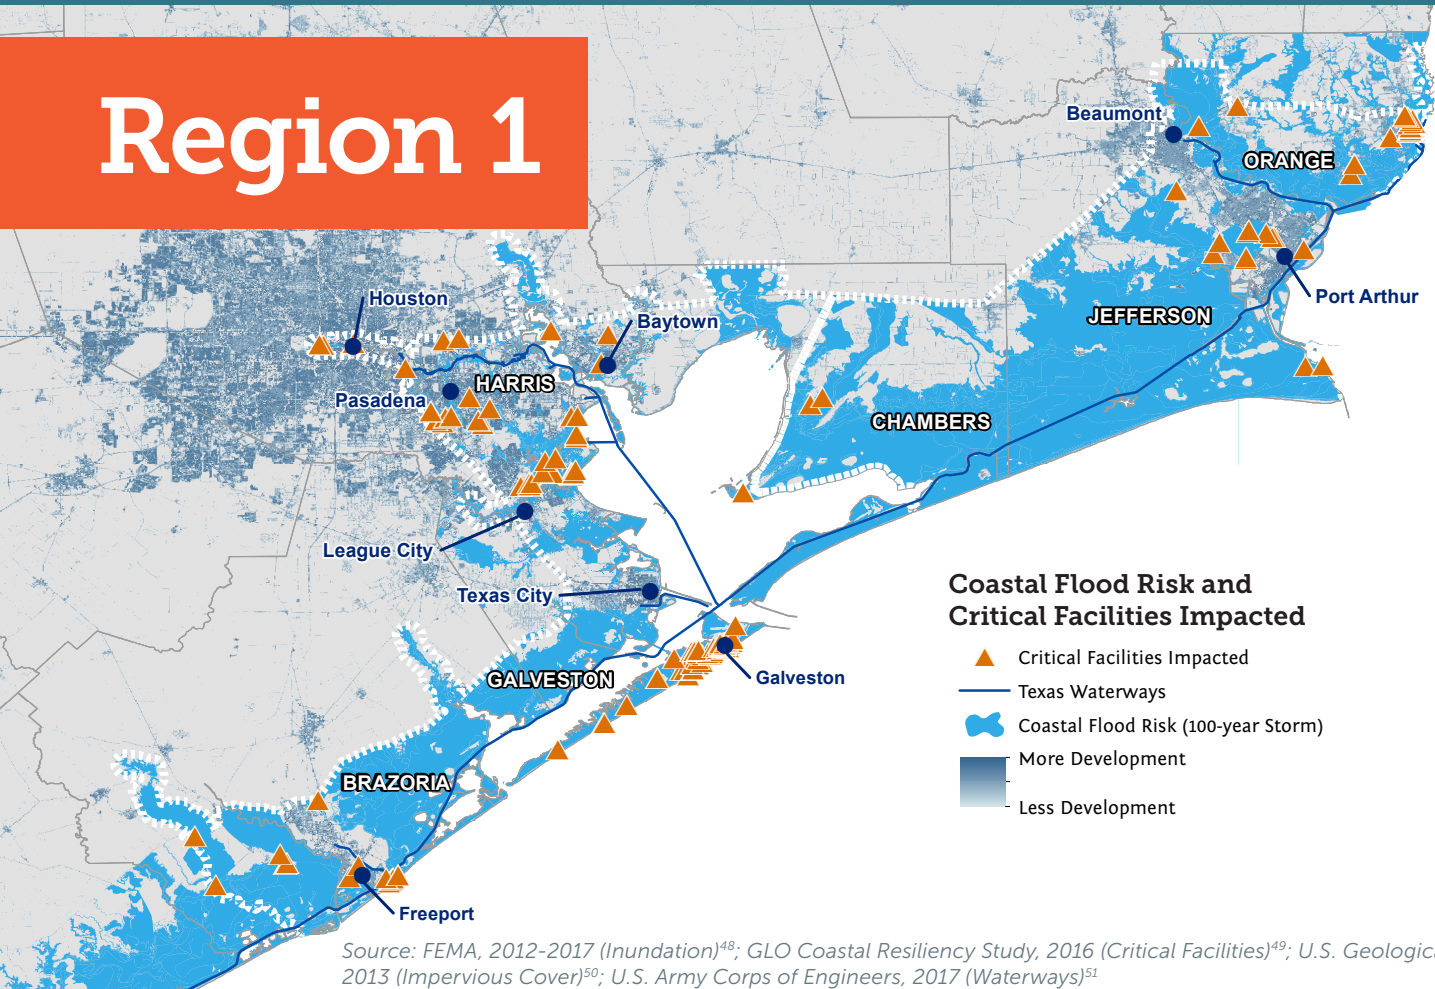 Region 1
Beaumont
ORANGE
Port Arthur
JEFFERSON
Houston
Baytown
HARRIS
Pasadena
CHAMBERS
League City
Texas City
Galveston
GALVESTON
BRAZORIA
Freeport
Coastal Flood Risk and
Critical Facilities Impacted
Critical Facilities Impacted
Texas Waterways
Coastal Flood Risk (100-year Storm)
More Development
Less Development
Source: FEMA, 2012-2017 (Inundation)48; GLO Coastal Resiliency Study, 2016 (Critical Facilities)49; U.S. Geologica
2013 (Impervious Cover)50; U.S. Army Corps of Engineers, 2017 (Waterways)51